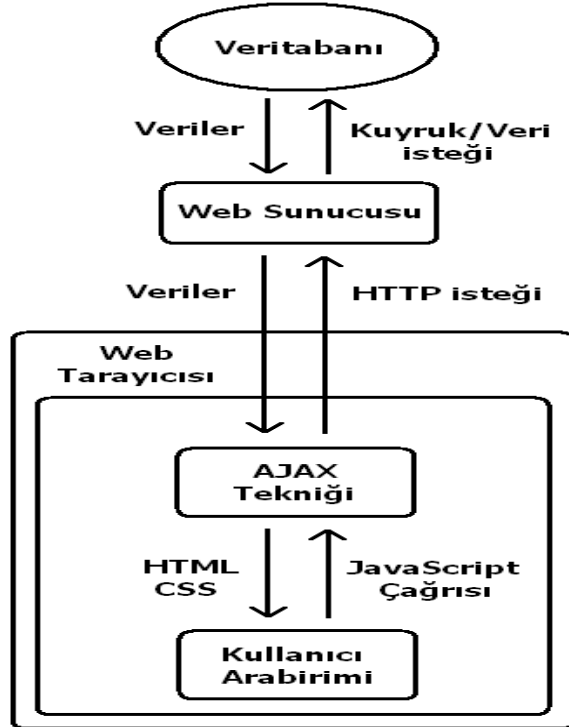 Veritabanı
Veriler
Kuyruk/Veri
isteği
Web Sunucusu
Veriler
HTTP isteği
Web
Tarayıcısı
AJAX
Tekniği
HTML
CSS
JavaScript
Çağrısı
Kullanıcı
Arabirimi